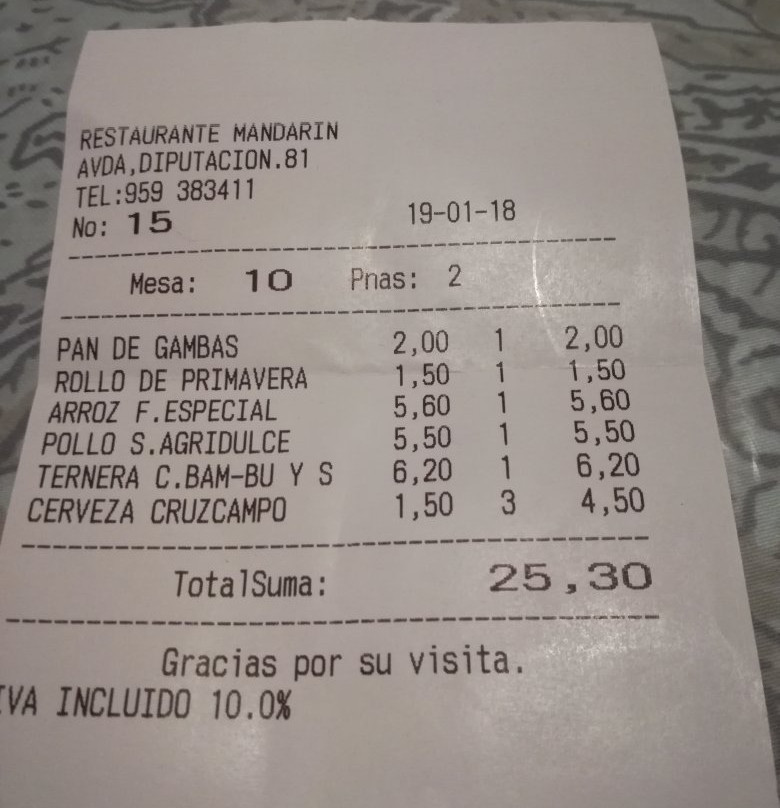 RESTAURANTE MANDARIN
AVDA,DIPUTACION.81
TEL:959 383411
No: 15 19-01-18
Mesa: 10 Pnas: 2
PAN DE GAMBAS 2,00 1 2,00
ROLLO DE PRIMAVERA 1,50 1 1,50
ARROZ F.ESPECIAL 5,60 1 5,60
POLLO S.AGRIDULCE 5,50 1 5,50
TERNERA C.BAM-BU Y S 6,20 1 6,20
CERVEZA CRUZCAMPO 1,50 3 4,50
TotalSuma: 25,30
Gracias por su visita.
IVA INCLUIDO 10.0%